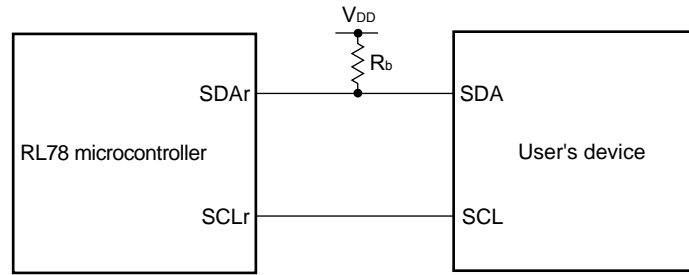 VDD
Rb
SDAr
SDA
RL78 microcontroller
User's device
SCLr
SCL